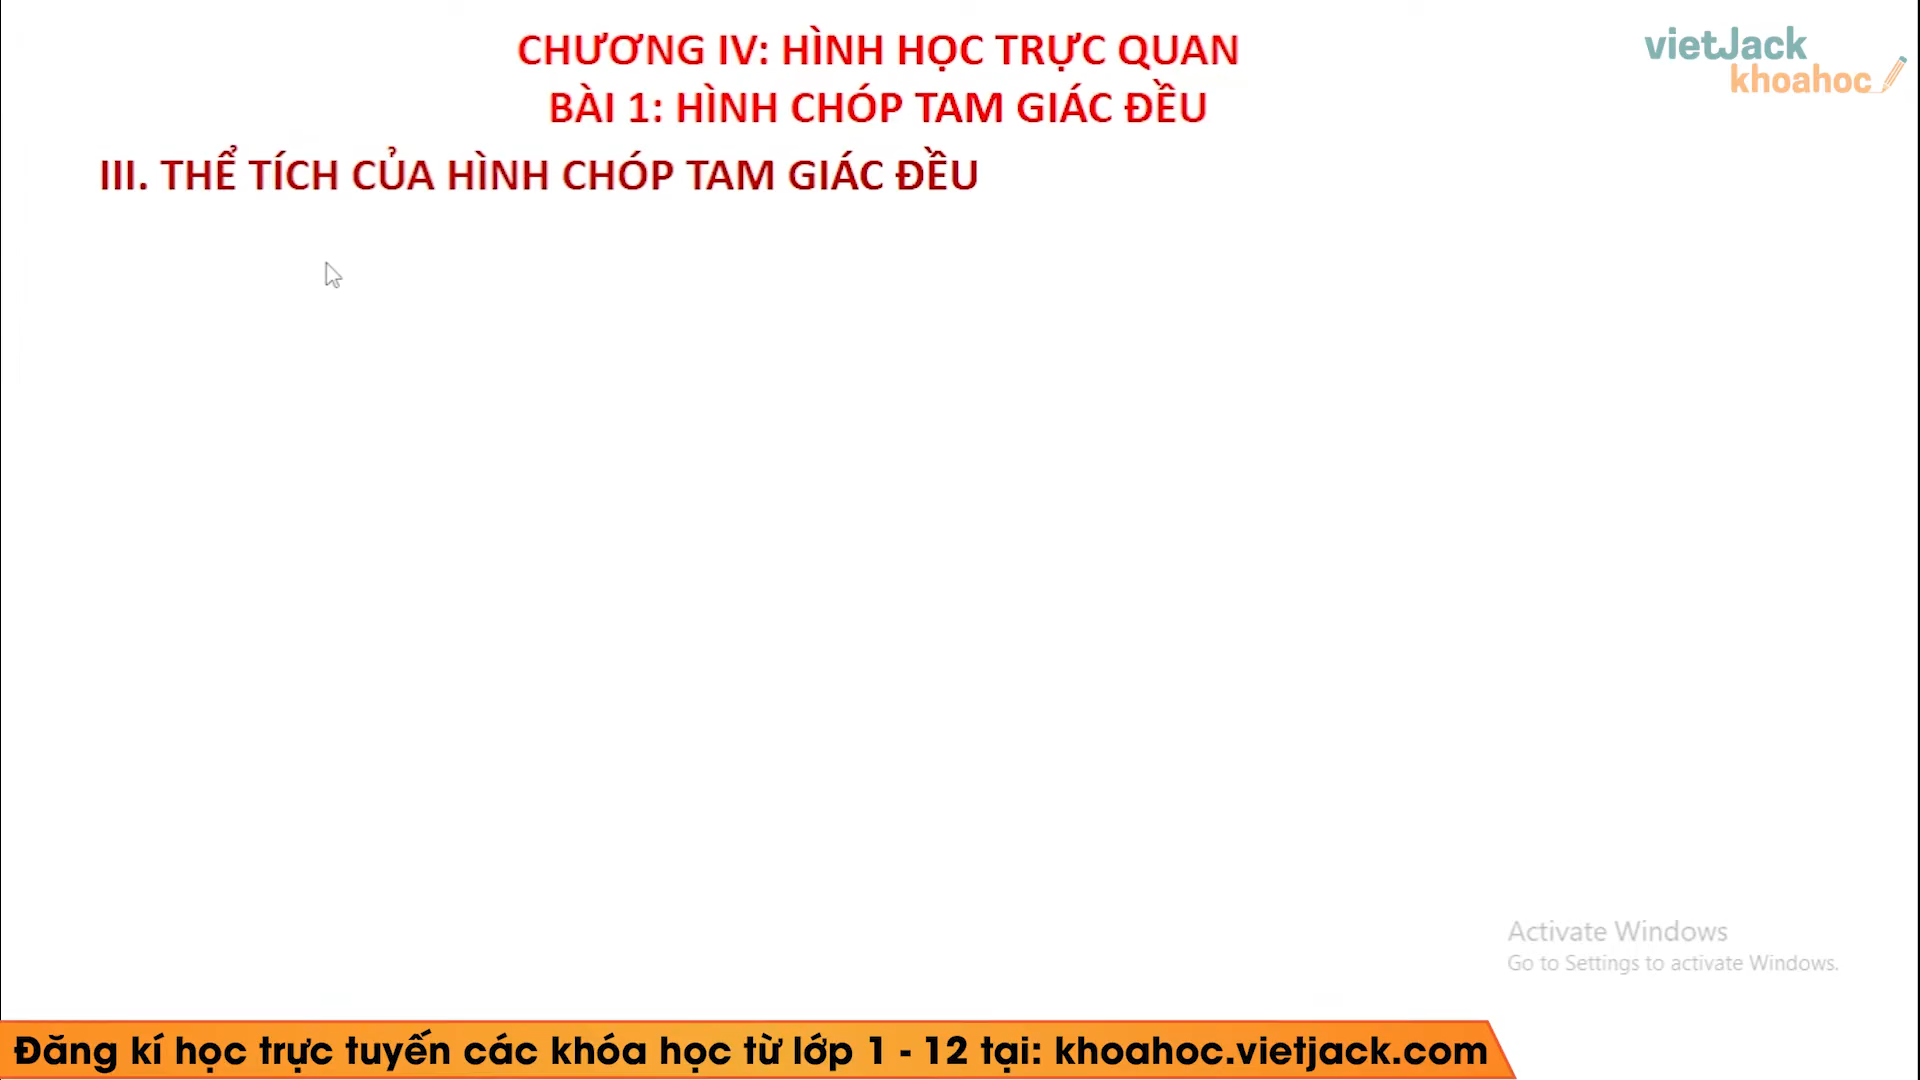 CHƯƠNG IV: HÌNH HỌC TRỰC QUAN
BÀI 1: HÌNH CHÓP TAM GIÁC ĐỀU
III. THỂ TÍCH CỦA HÌNH CHÓP TAM GIÁC ĐỀU
vietJack
khoahoc
Activate Windows
Go to Settings to activate Windows.
Đăng kí học trực tuyến các khóa học từ lớp 1 - 12 tại: khoahoc.vietjack.com